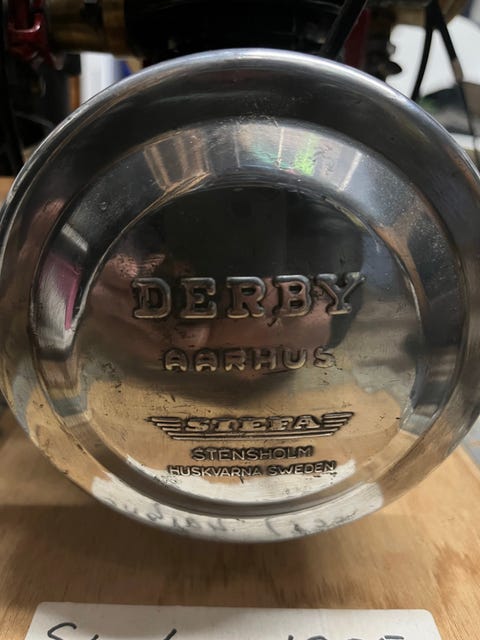 DERBY
AARHUS
STEFA
STENSHOLM
HUSKVARNA SWEDEN